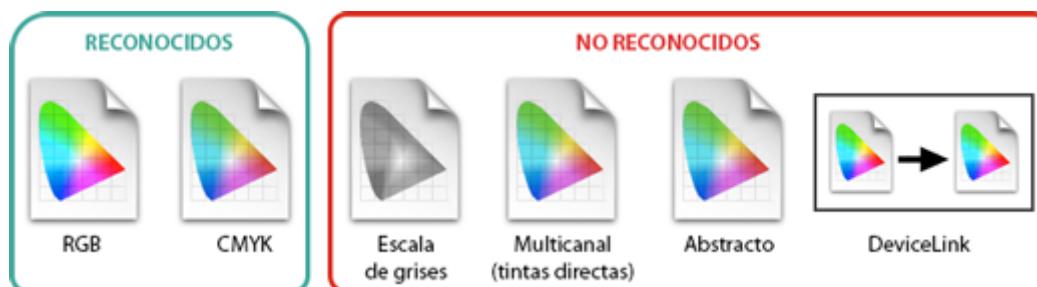 RECONOCIDOS
RGB
CMYK
NO RECONOCIDOS
Escala
de grises
Multicanal
(tintas directas)
Abstracto
DeviceLink